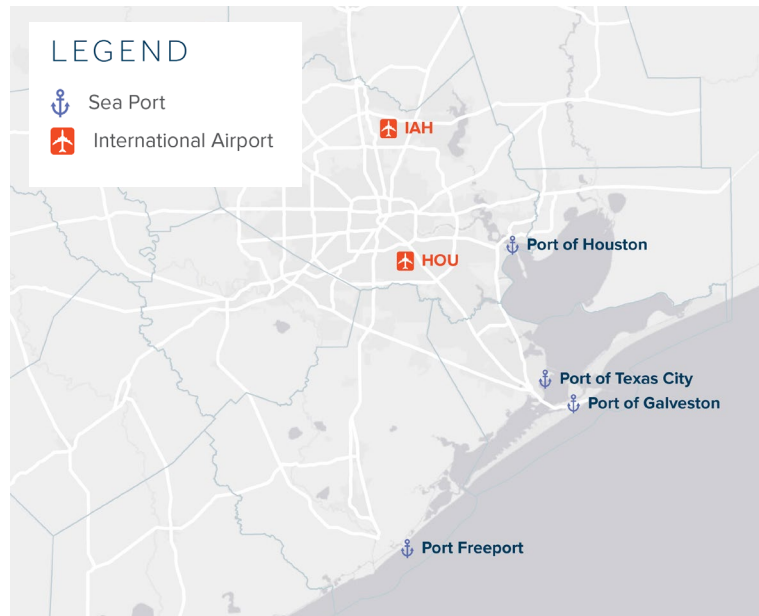 LEGEND
Sea Port
International Airport
IAH
Port of Houston
HOU
Port of Texas City
Port of Galveston
Port Freeport